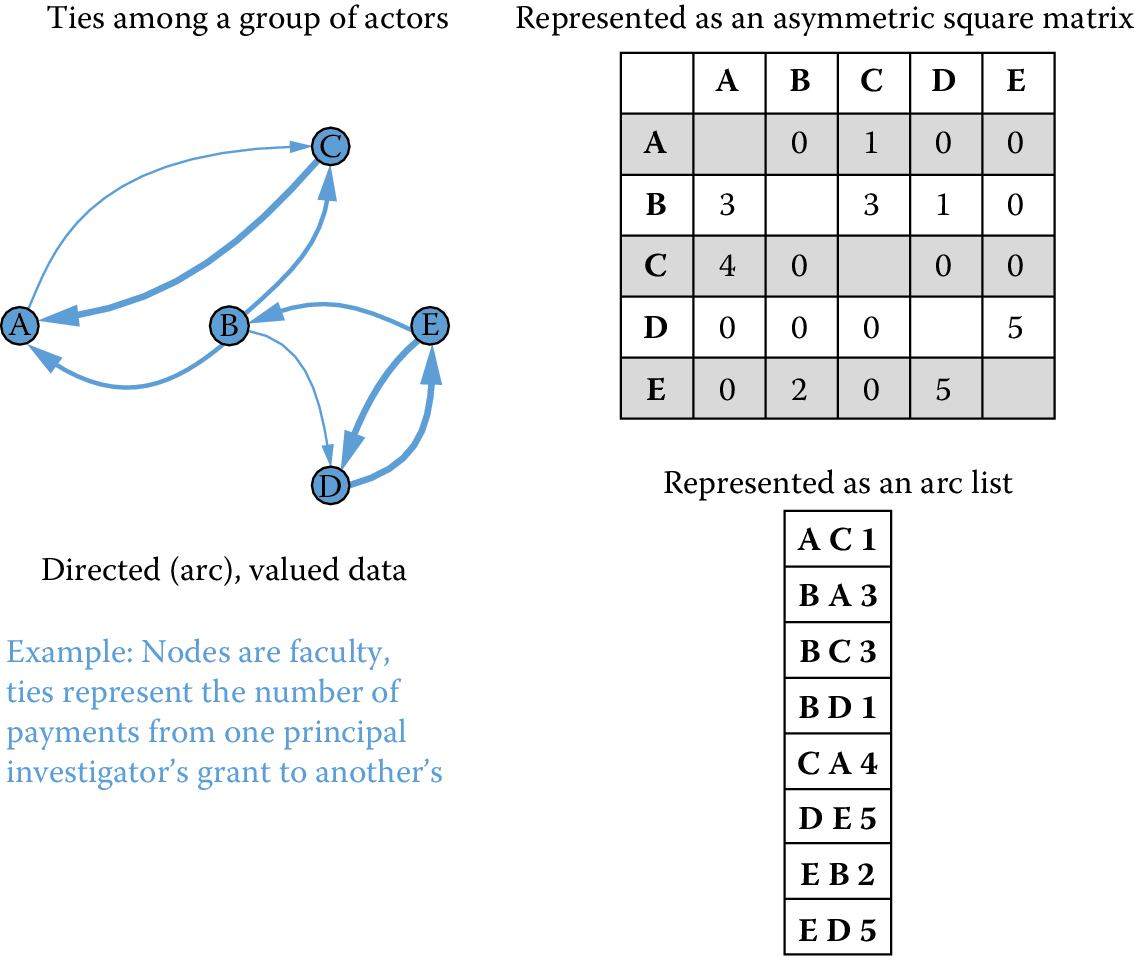 Ties among a group of actors
C
A
B
E
D
Directed (arc), valued data
Example: Nodes are faculty,
ties represent the number of
payments from one principal
investigator’s grant to another’s
Represented as an asymmetric square matrix
A B C D E
A 0 1 0 0
B 3 3 1 0
C 4 0 0 0
D 0 0 0 5
E 0 2 0 5
Represented as an arc list
A C 1
B A 3
B C 3
B D 1
C A 4
D E 5
E B 2
E D 5